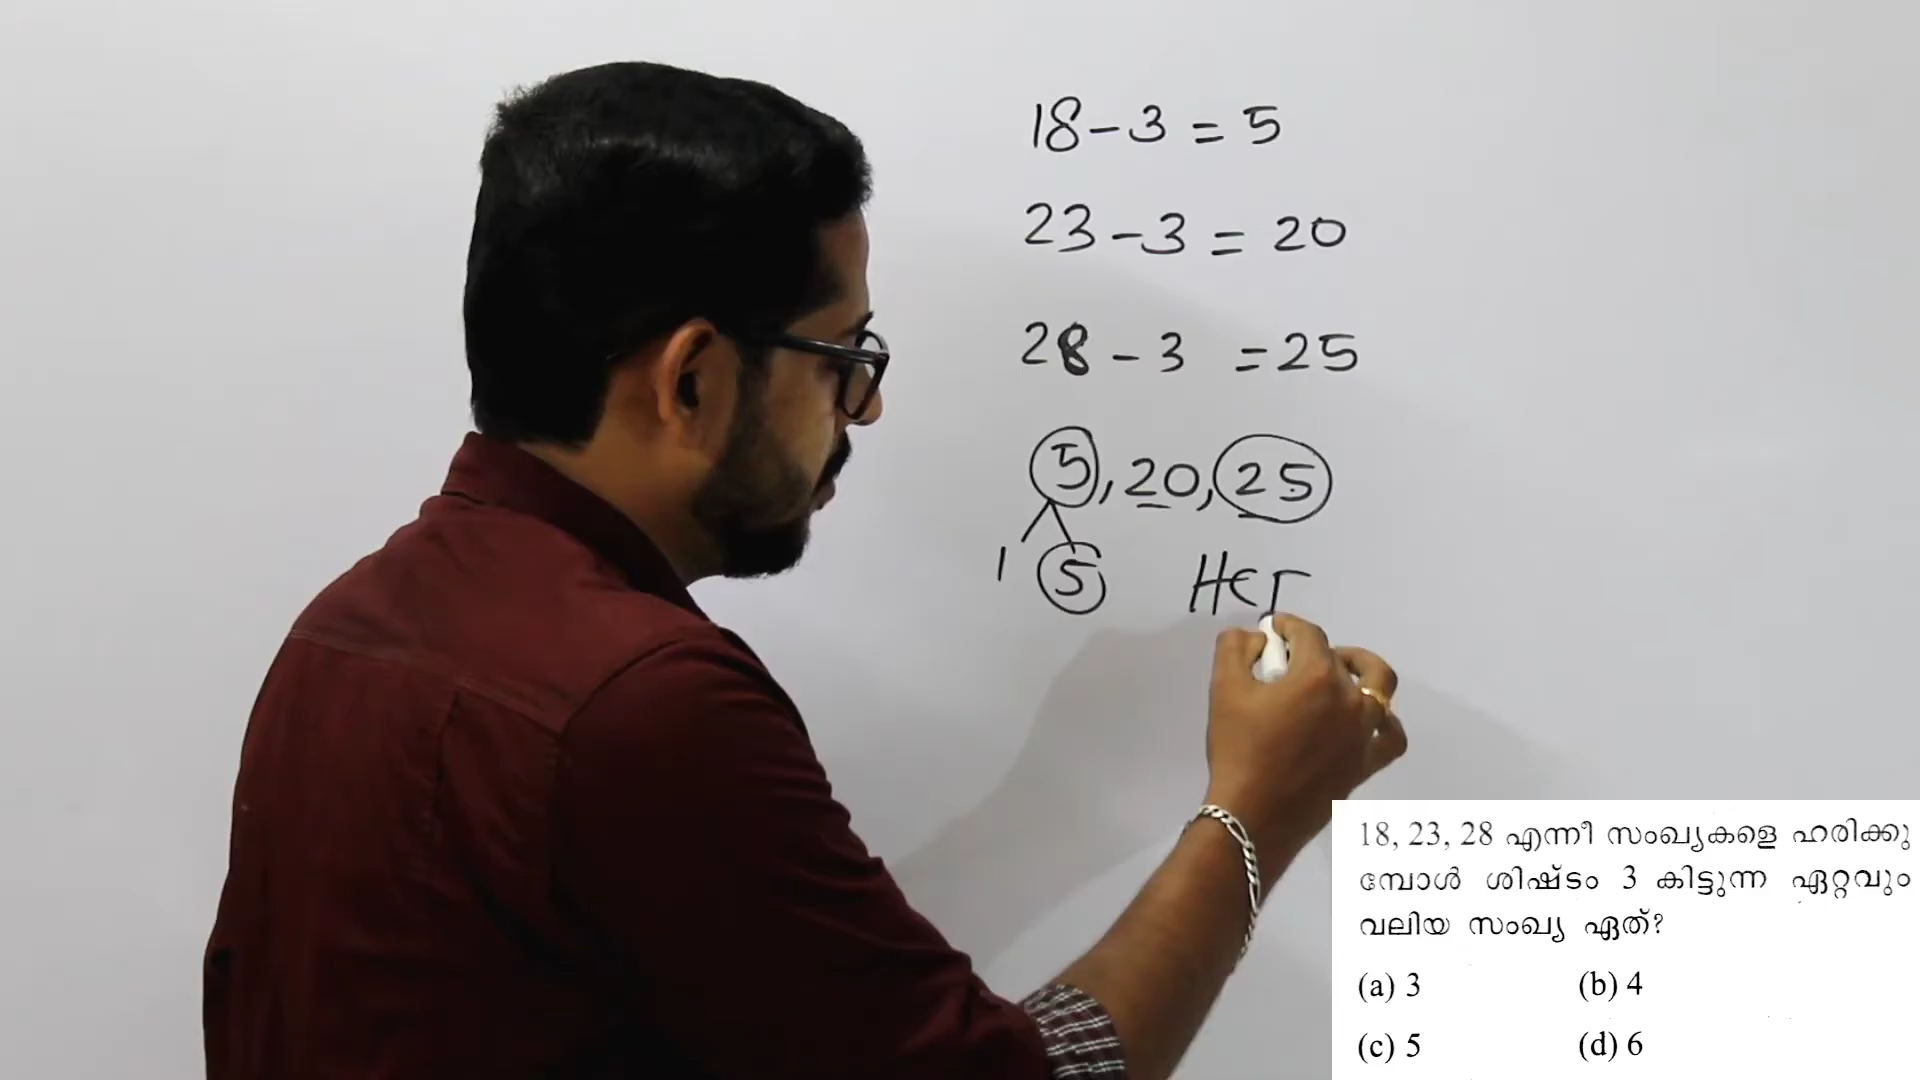 18 - 3 = 5
23 - 3 = 20
28 - 3 = 25
5, 20, 25
1 5
HCF
18, 23, 28 എന്നീ സംഖ്യകളെ ഹരിക്കു
മ്പോൾ ശിഷ്ടം 3 കിട്ടുന്ന ഏറ്റവും
വലിയ സംഖ്യ ഏത്?
(a) 3 (b) 4
(c) 5 (d) 6